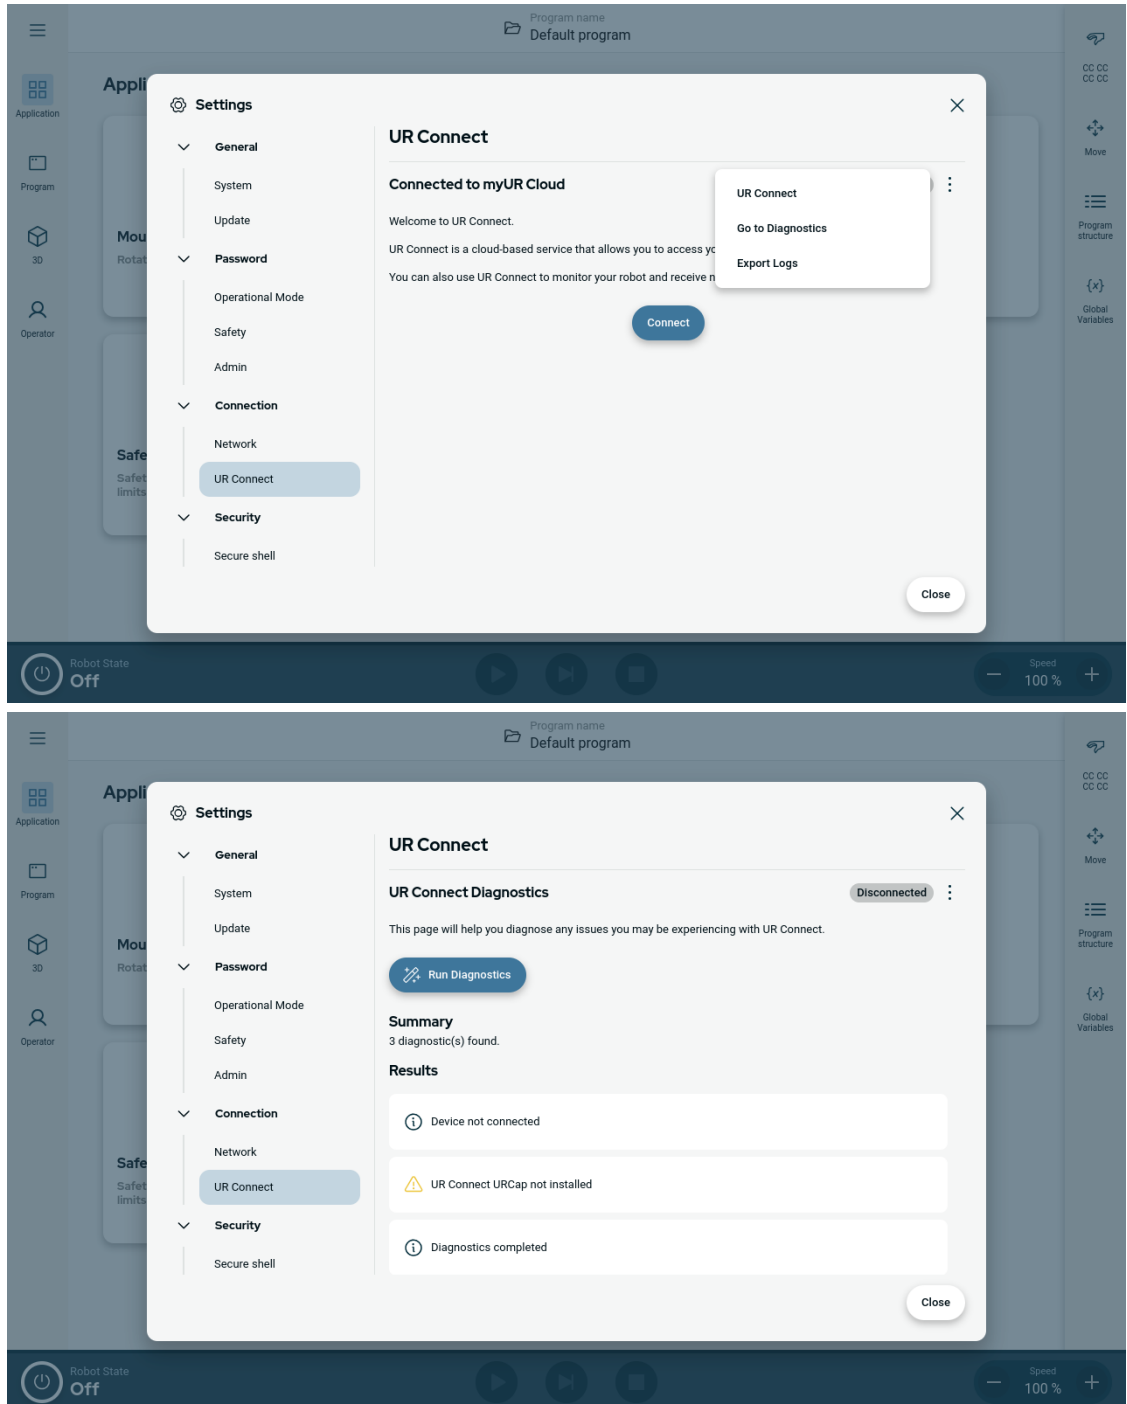 Program name
Default program
Appli
Application
Program
3D
Operator
Mou
Rotat
Safe
Safet
limits
CC CC
CC CC
Move
Program
structure
Global
Variables
Settings
General
System
Update
Password
Operational Mode
Safety
Admin
Connection
Network
UR Connect
Security
Secure shell
UR Connect
Connected to myUR Cloud
Welcome to UR Connect.
UR Connect is a cloud-based service that allows you to access yo
You can also use UR Connect to monitor your robot and receive n
UR Connect
Go to Diagnostics
Export Logs
Connect
Close
Robot State
Off
Speed
100 %
Program name
Default program
Appli
Application
Program
3D
Operator
Mou
Rotat
Safe
Safet
limits
CC CC
CC CC
Move
Program
structure
{x}
Global
Variables
Settings
General
System
Update
Password
Operational Mode
Safety
Admin
Connection
Network
UR Connect
Security
Secure shell
UR Connect
UR Connect Diagnostics
Disconnected
This page will help you diagnose any issues you may be experiencing with UR Connect.
Run Diagnostics
Summary
3 diagnostic(s) found.
Results
Device not connected
UR Connect URCap not installed
Diagnostics completed
Close
Robot State
Off
Speed
100 %